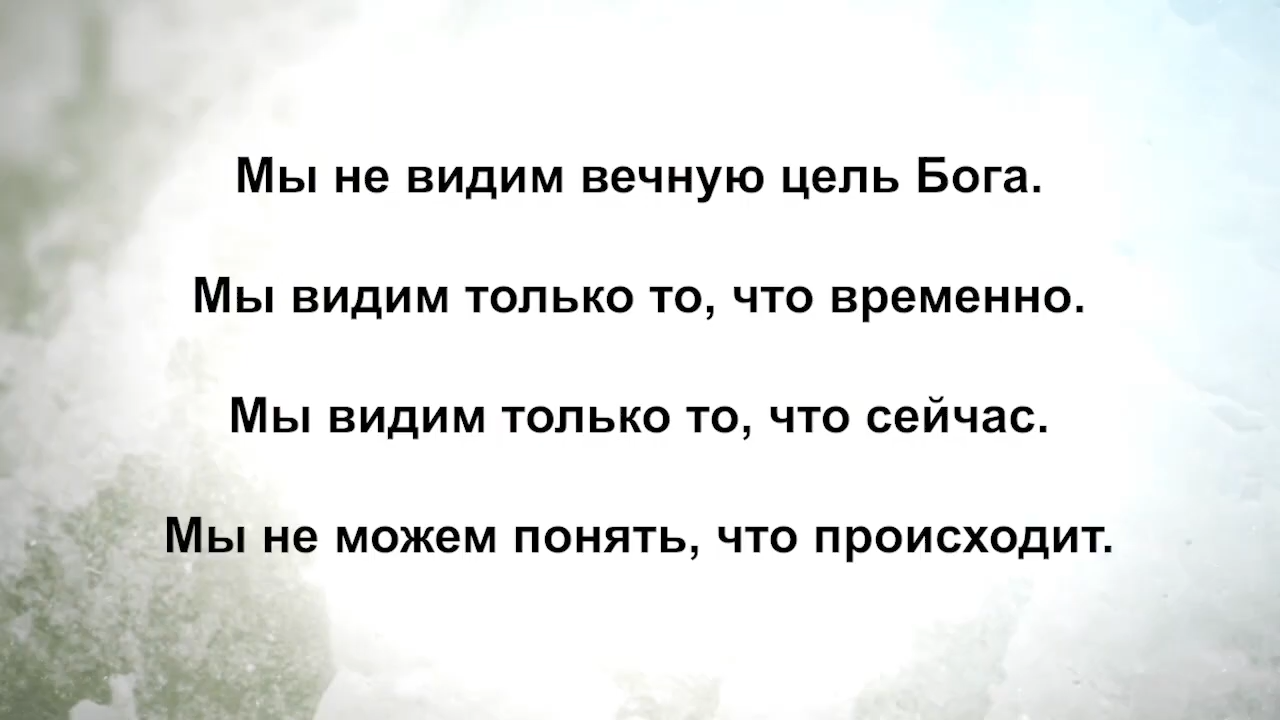 Мы не видим вечную цель Бога.
Мы видим только то, что временно.
Мы видим только то, что сейчас.
Мы не можем понять, что происходит.